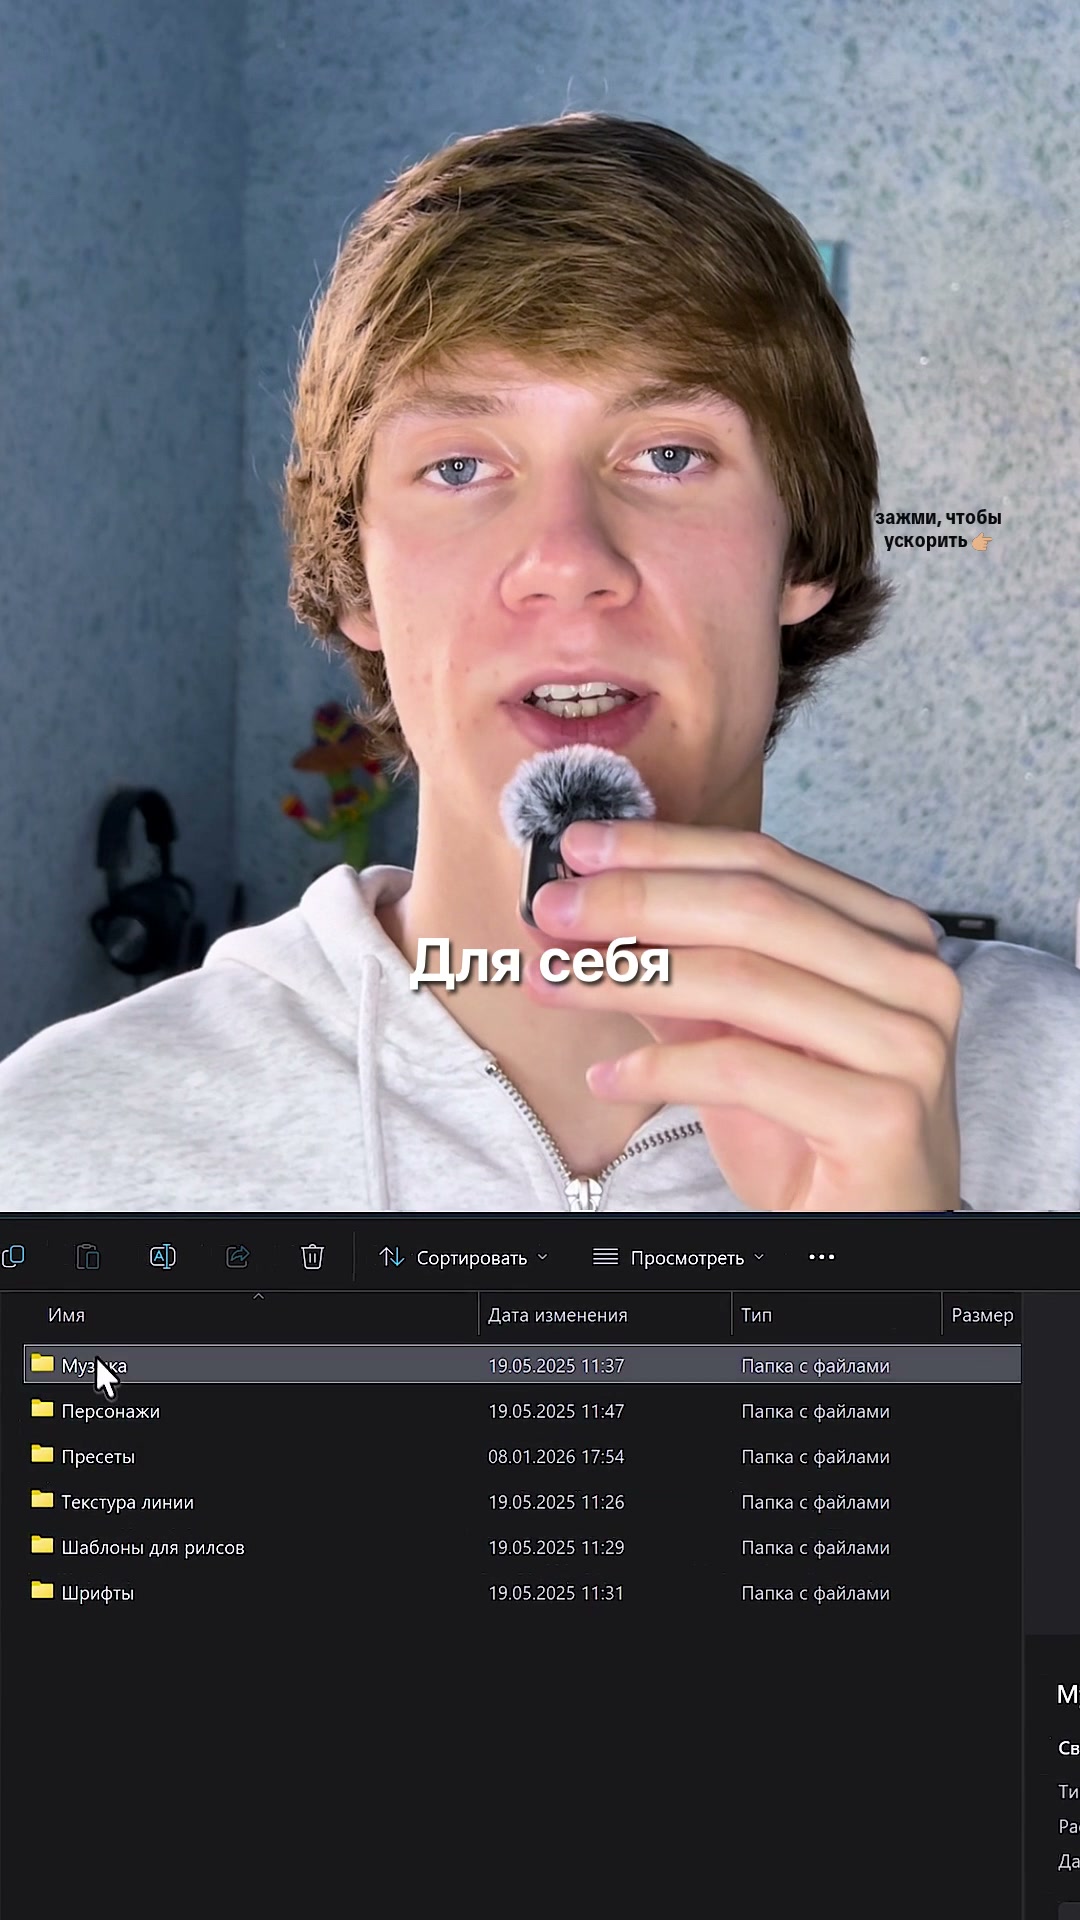 зажми, чтобы
ускорить👉🏼
Для себя
Сортировать
Просмотреть
Имя
Дата изменения
Тип
Размер
Музыка
19.05.2025 11:37
Папка с файлами
Персонажи
19.05.2025 11:47
Папка с файлами
Пресеты
08.01.2026 17:54
Папка с файлами
Текстура линии
19.05.2025 11:26
Папка с файлами
Шаблоны для рилсов
19.05.2025 11:29
Папка с файлами
Шрифты
19.05.2025 11:31
Папка с файлами